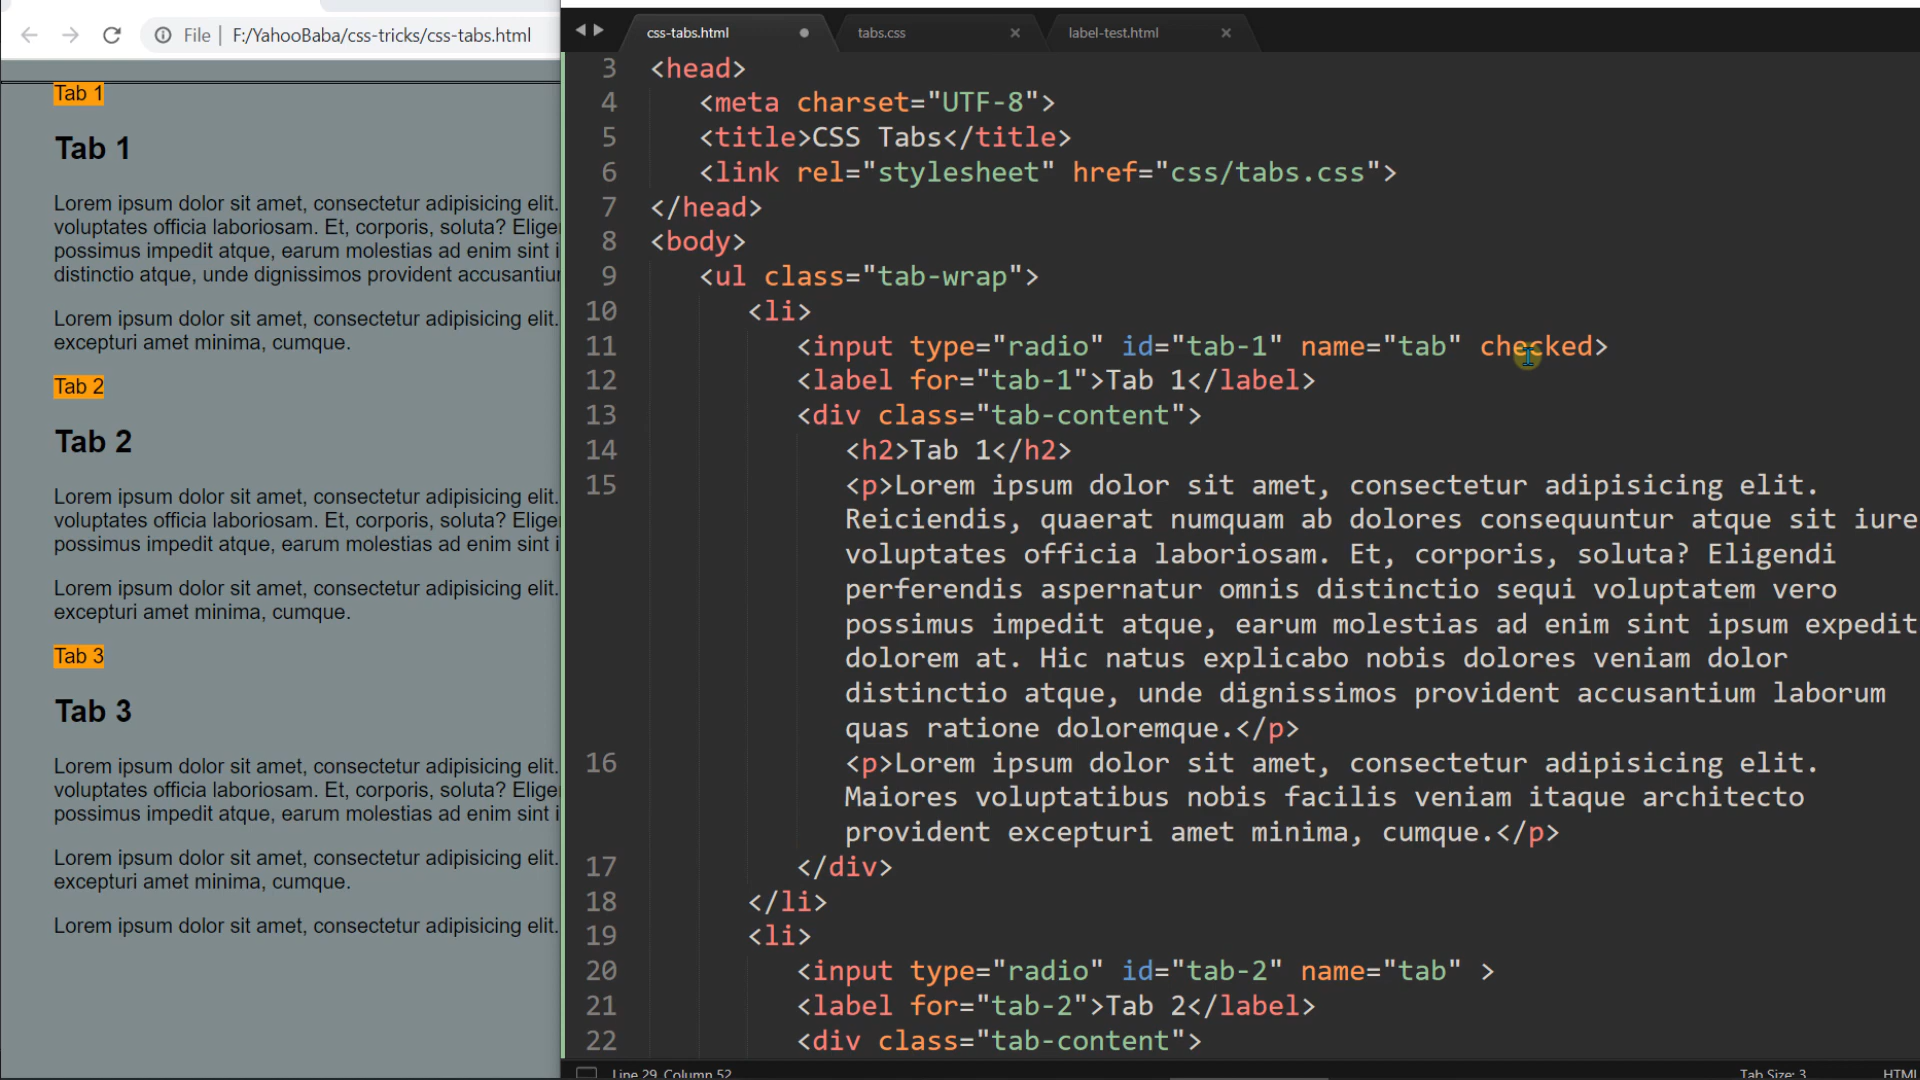 File | F:/YahooBaba/css-tricks/css-tabs.html
Tab 1
Tab 1
Lorem ipsum dolor sit amet, consectetur adipisicing elit.
voluptates officia laboriosam. Et, corporis, soluta? Elige
possimus impedit atque, earum molestias ad enim sint i
distinctio atque, unde dignissimos provident accusantiu
Lorem ipsum dolor sit amet, consectetur adipisicing elit.
excepturi amet minima, cumque.
Tab 2
Tab 2
Lorem ipsum dolor sit amet, consectetur adipisicing elit.
voluptates officia laboriosam. Et, corporis, soluta? Elige
possimus impedit atque, earum molestias ad enim sint i
Lorem ipsum dolor sit amet, consectetur adipisicing elit.
excepturi amet minima, cumque.
Tab 3
Tab 3
Lorem ipsum dolor sit amet, consectetur adipisicing elit.
voluptates officia laboriosam. Et, corporis, soluta? Elige
possimus impedit atque, earum molestias ad enim sint i
Lorem ipsum dolor sit amet, consectetur adipisicing elit.
excepturi amet minima, cumque.
Lorem ipsum dolor sit amet, consectetur adipisicing elit.
css-tabs.html tabs.css label-test.html
3 <head>
4 <meta charset="UTF-8">
5 <title>CSS Tabs</title>
6 <link rel="stylesheet" href="css/tabs.css">
7 </head>
8 <body>
9 <ul class="tab-wrap">
10 <li>
11 <input type="radio" id="tab-1" name="tab" checked>
12 <label for="tab-1">Tab 1</label>
13 <div class="tab-content">
14 <h2>Tab 1</h2>
15 <p>Lorem ipsum dolor sit amet, consectetur adipisicing elit.
Reiciendis, quaerat numquam ab dolores consequuntur atque sit iure
voluptates officia laboriosam. Et, corporis, soluta? Eligendi
perferendis aspernatur omnis distinctio sequi voluptatem vero
possimus impedit atque, earum molestias ad enim sint ipsum expedit
dolorem at. Hic natus explicabo nobis dolores veniam dolor
distinctio atque, unde dignissimos provident accusantium laborum
quas ratione doloremque.</p>
16 <p>Lorem ipsum dolor sit amet, consectetur adipisicing elit.
Maiores voluptatibus nobis facilis veniam itaque architecto
provident excepturi amet minima, cumque.</p>
17 </div>
18 </li>
19 <li>
20 <input type="radio" id="tab-2" name="tab" >
21 <label for="tab-2">Tab 2</label>
22 <div class="tab-content">
Line 29, Column 52 Tab Size: 3 HTML